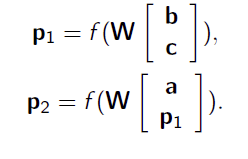 p₁ = f(W [ b c ]),
p₂ = f(W [ a p₁ ]).